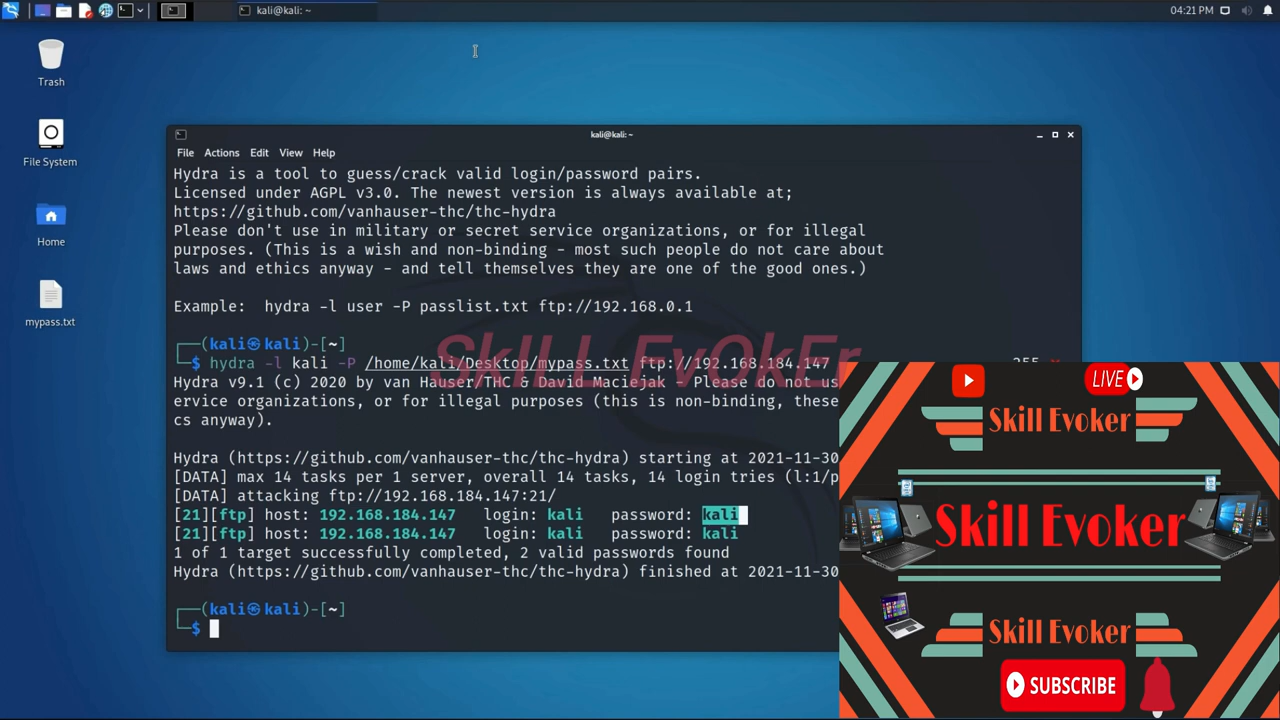 kali@kali: ~
04:21 PM
Trash
File System
Home
mypass.txt
kali@kali: ~
File Actions Edit View Help
Hydra is a tool to guess/crack valid login/password pairs.
Licensed under AGPL v3.0. The newest version is always available at;
https://github.com/vanhauser-thc/thc-hydra
Please don't use in military or secret service organizations, or for illegal
purposes. (This is a wish and non-binding - most such people do not care about
laws and ethics anyway - and tell themselves they are one of the good ones.)
Example: hydra -l user -P passlist.txt ftp://192.168.0.1
┌──(kali㉿kali)-[~]
└─$ hydra -l kali -P /home/kali/Desktop/mypass.txt ftp://192.168.184.147
SkILL EvOkEr
Hydra v9.1 (c) 2020 by van Hauser/THC & David Maciejak - Please do not us
ervice organizations, or for illegal purposes (this is non-binding, these
cs anyway).
Hydra (https://github.com/vanhauser-thc/thc-hydra) starting at 2021-11-30
[DATA] max 14 tasks per 1 server, overall 14 tasks, 14 login tries (l:1/p
[DATA] attacking ftp://192.168.184.147:21/
[21][ftp] host: 192.168.184.147 login: kali password: kali
[21][ftp] host: 192.168.184.147 login: kali password: kali
1 of 1 target successfully completed, 2 valid passwords found
Hydra (https://github.com/vanhauser-thc/thc-hydra) finished at 2021-11-30
┌──(kali㉿kali)-[~]
└─$
LIVE
Skill Evoker
Skill Evoker
Skill Evoker
SUBSCRIBE